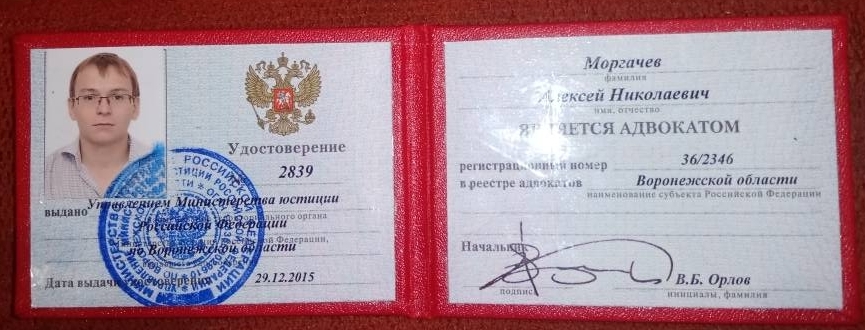 Удостоверение
2839
выдано Управлением Министерства юстиции
Российской Федерации
по Воронежской области
Дата выдачи удостоверения 29.12.2015
Моргачев
фамилия
Алексей Николаевич
имя, отчество
ЯВЛЯЕТСЯ АДВОКАТОМ
регистрационный номер 36/2346
в реестре адвокатов Воронежской области
наименование субъекта Российской Федерации
Начальник
В.Б. Орлов
подпись инициалы, фамилия